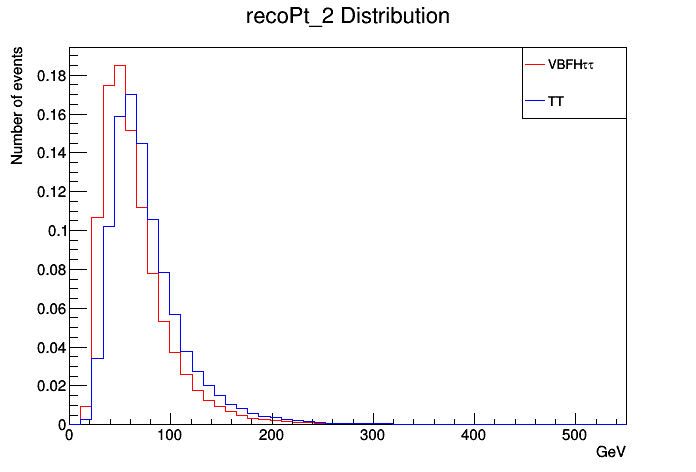 recoPt_2 Distribution
Number of events
VBFHττ
TT
0.18
0.16
0.14
0.12
0.1
0.08
0.06
0.04
0.02
0
0 100 200 300 400 500
GeV